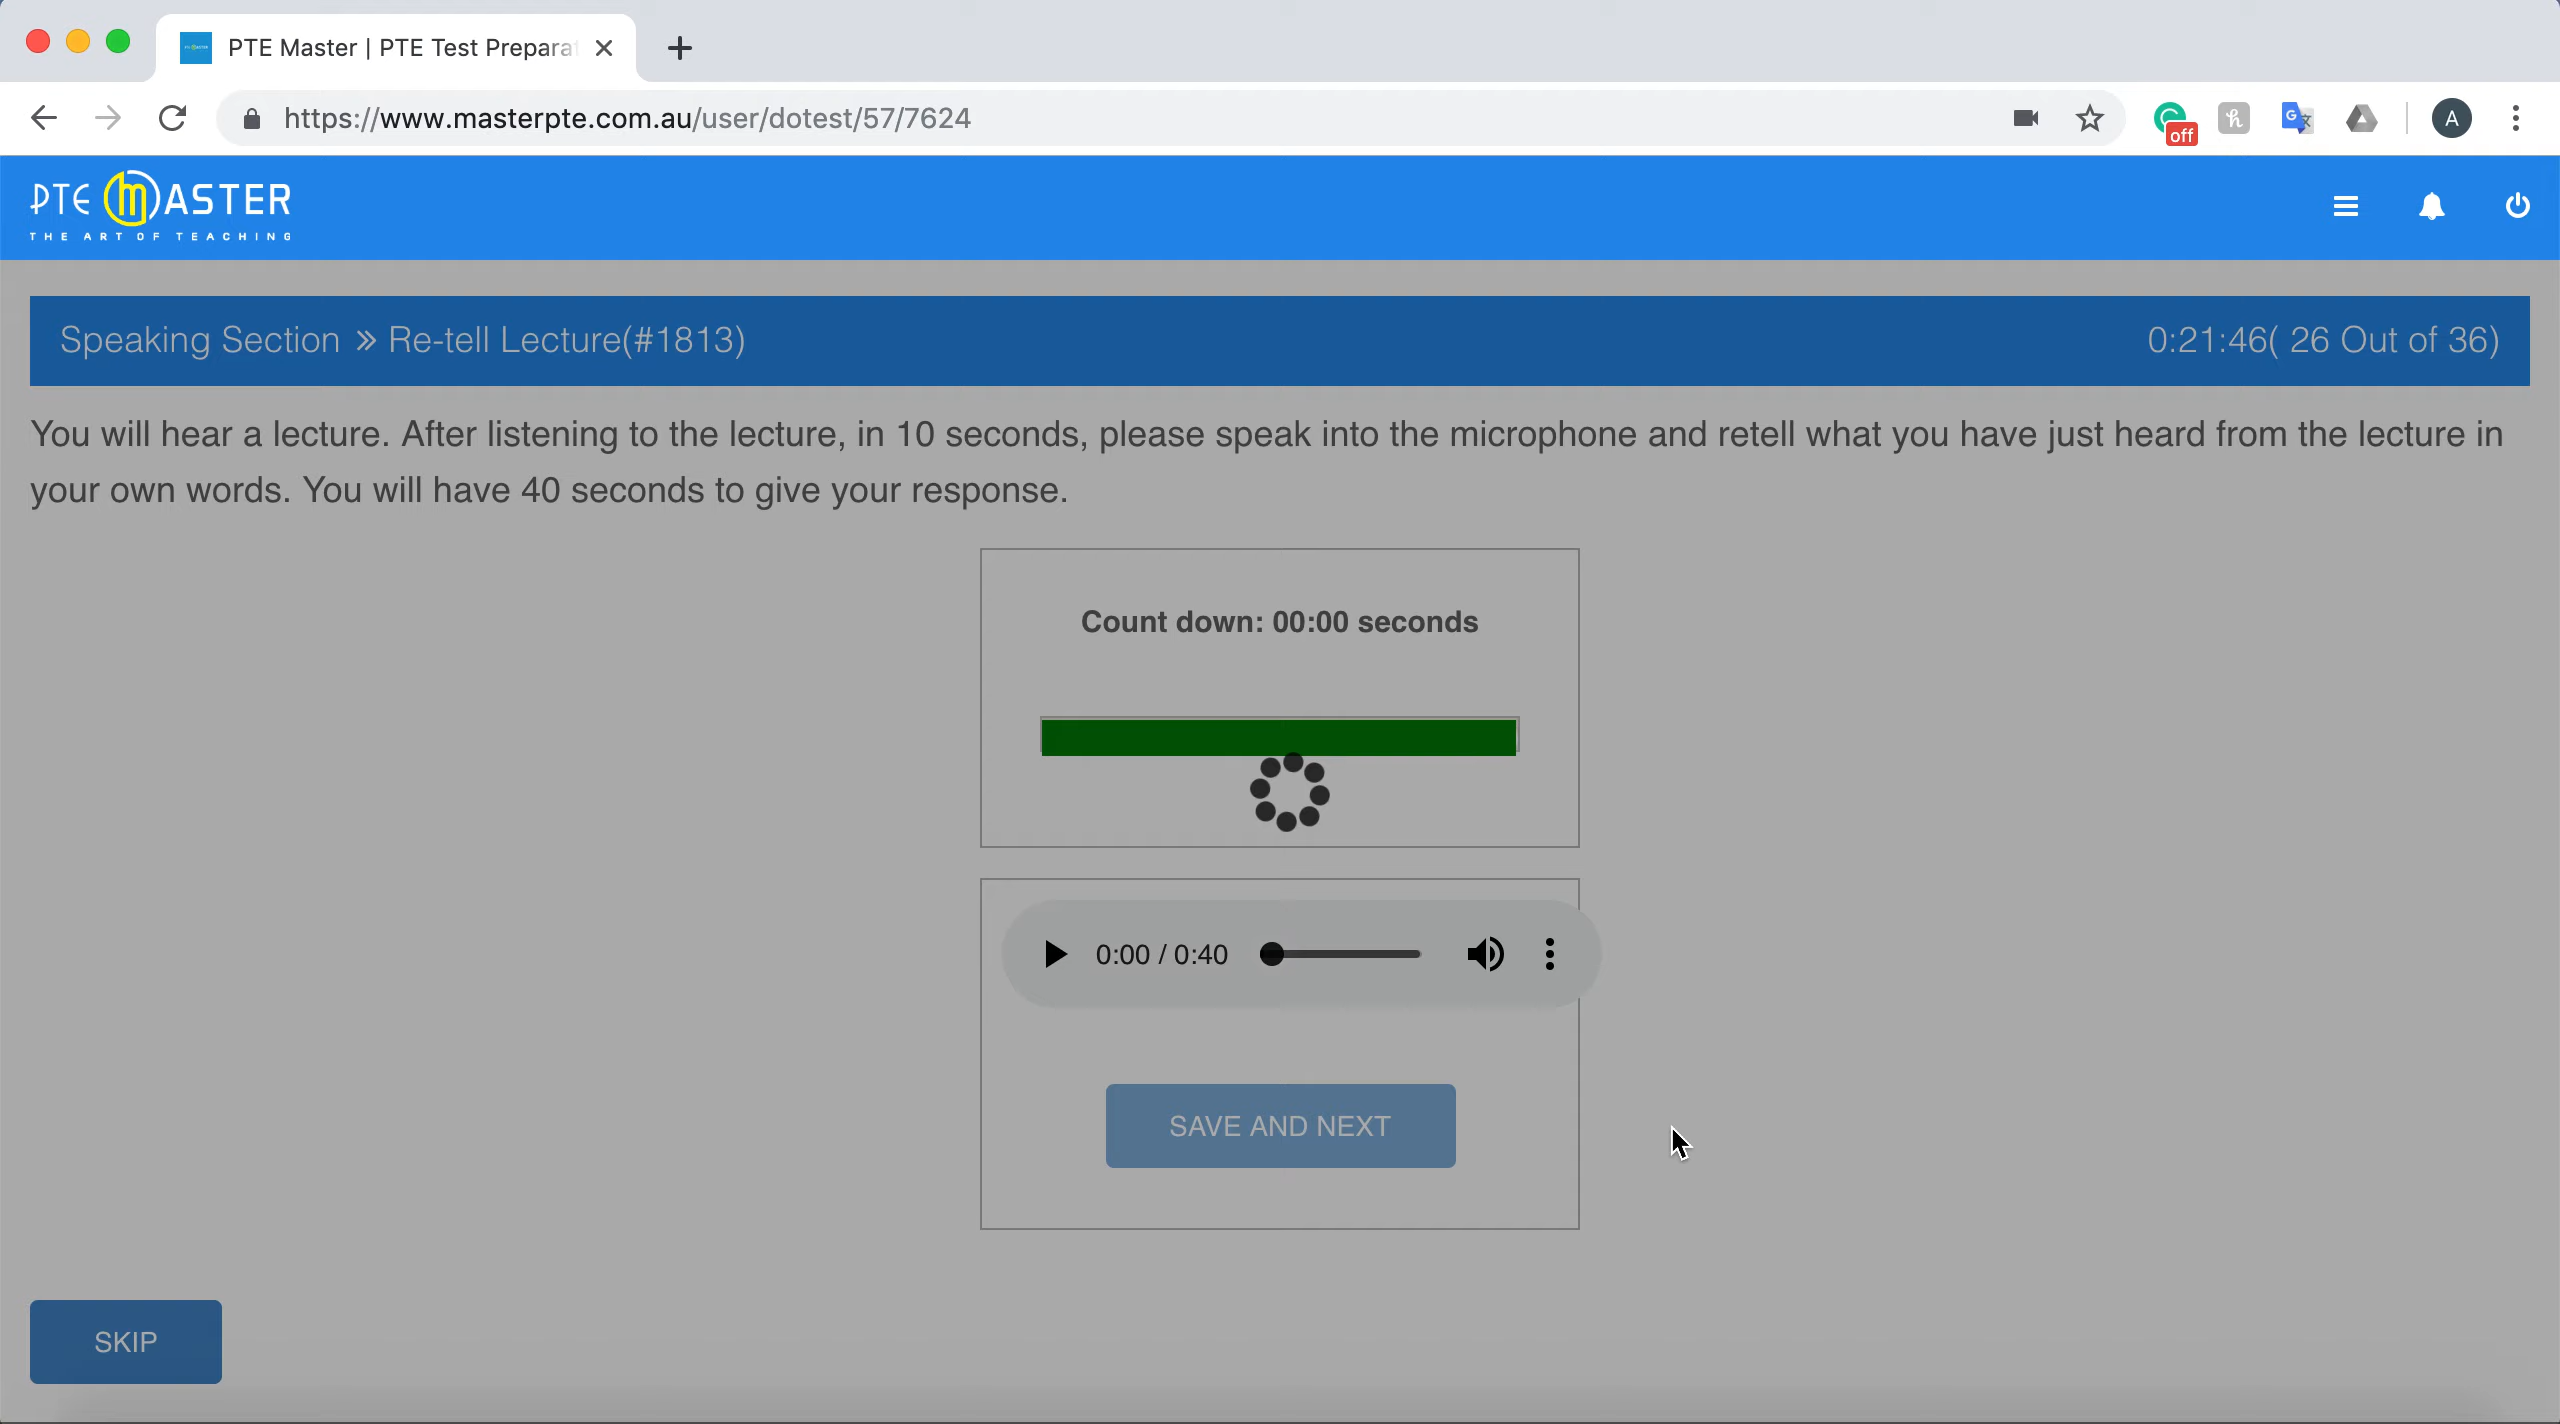 PTE Master | PTE Test Prepara
https://www.masterpte.com.au/user/dotest/57/7624
off
A
PTE MASTER
THE ART OF TEACHING
Speaking Section » Re-tell Lecture(#1813)
0:21:46( 26 Out of 36)
You will hear a lecture. After listening to the lecture, in 10 seconds, please speak into the microphone and retell what you have just heard from the lecture in
your own words. You will have 40 seconds to give your response.
Count down: 00:00 seconds
0:00 / 0:40
SAVE AND NEXT
SKIP